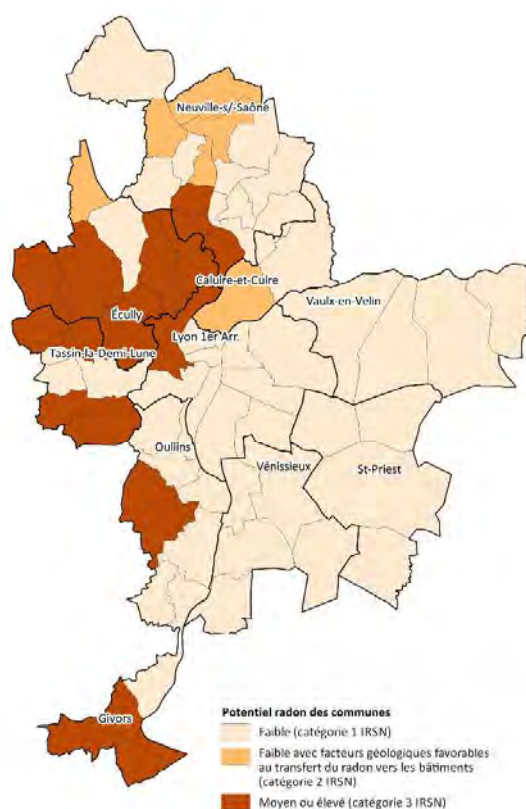 Neuville-s/-Saône
Caluire-et-Cuire
Vaulx-en-Velin
Écully
Lyon 1er Arr.
Tassin-la-Demi-Lune
Oullins
Vénissieux
St-Priest
Givors
Potentiel radon des communes
Faible (catégorie 1 IRSN)
Faible avec facteurs géologiques favorables
au transfert du radon vers les bâtiments
(catégorie 2 IRSN)
Moyen ou élevé (catégorie 3 IRSN)